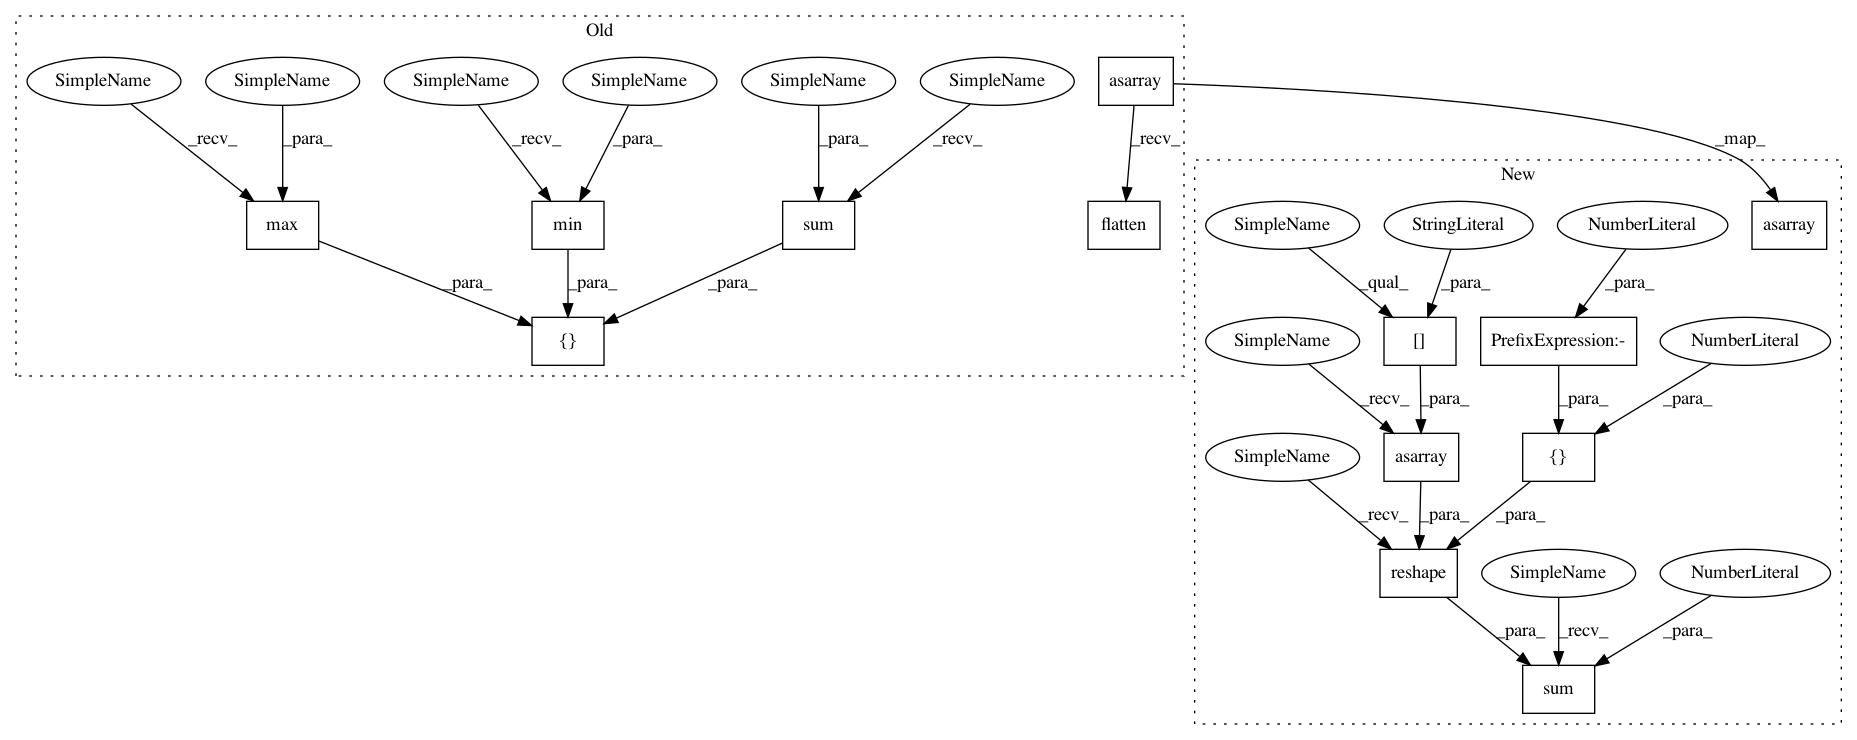 Old
SimpleName SimpleName SimpleName SimpleName SimpleName SimpleName asarray
_recv_ _para_ _recv_ _para_ _para_ _recv_ _recv_ _map_
New
max min sum flatten SimpleName StringLiteral NumberLiteral asarray
_para_ _para_ _para_ _qual_ _para_ _para_
{} SimpleName [] PrefixExpression:- NumberLiteral
_recv_ _para_ _para_ _para_
SimpleName asarray {}
_recv_ _para_ _para_
reshape SimpleName NumberLiteral
_para_ _recv_ _para_
sum